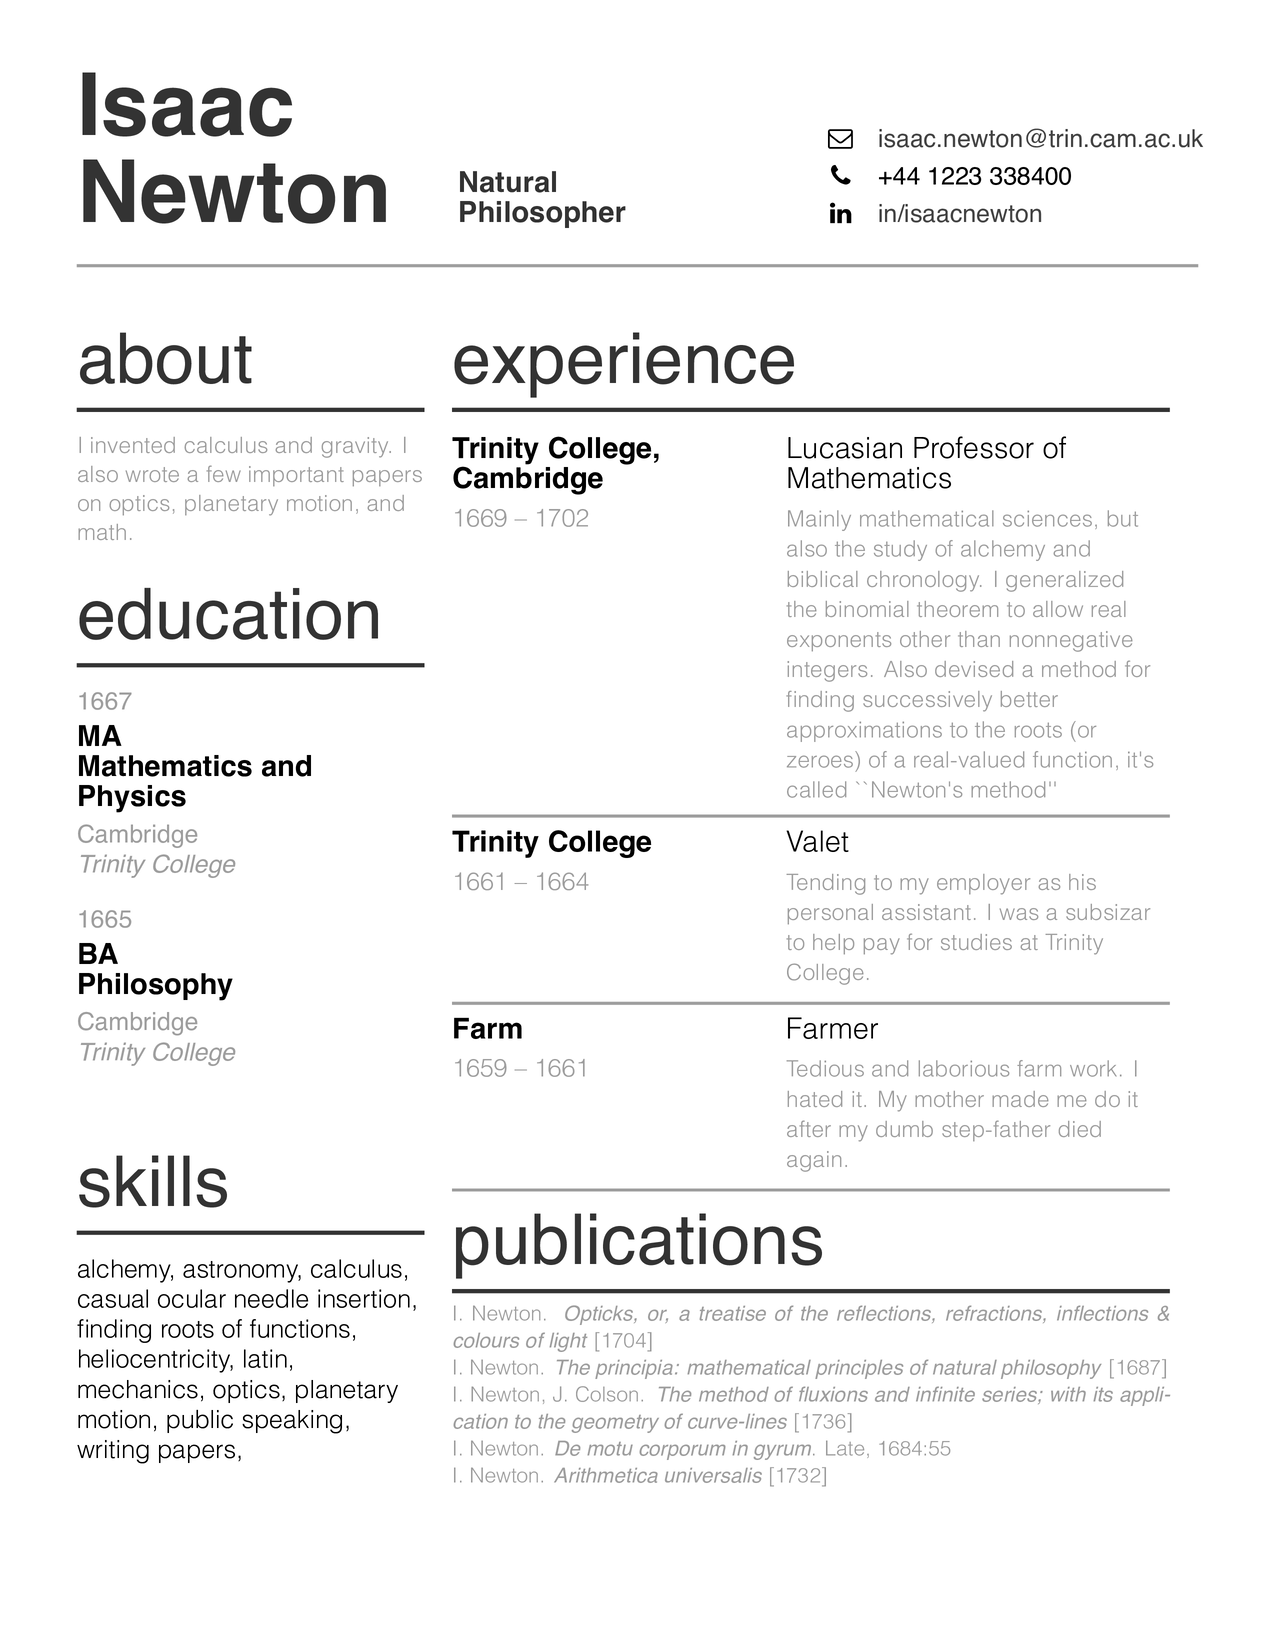 Isaac
Newton
Natural
Philosopher
isaac.newton@trin.cam.ac.uk
+44 1223 338400
in/isaacnewton
about
I invented calculus and gravity. I
also wrote a few important papers
on optics, planetary motion, and
math.
education
1667
MA
Mathematics and
Physics
Cambridge
Trinity College
1665
BA
Philosophy
Cambridge
Trinity College
skills
alchemy, astronomy, calculus,
casual ocular needle insertion,
finding roots of functions,
heliocentricity, latin,
mechanics, optics, planetary
motion, public speaking,
writing papers,
experience
Trinity College,
Cambridge
1669 – 1702
Lucasian Professor of
Mathematics
Mainly mathematical sciences, but
also the study of alchemy and
biblical chronology. I generalized
the binomial theorem to allow real
exponents other than nonnegative
integers. Also devised a method for
finding successively better
approximations to the roots (or
zeroes) of a real-valued function, it's
called ``Newton's method''
Trinity College
1661 – 1664
Valet
Tending to my employer as his
personal assistant. I was a subsizar
to help pay for studies at Trinity
College.
Farm
1659 – 1661
Farmer
Tedious and laborious farm work. I
hated it. My mother made me do it
after my dumb step-father died
again.
publications
I. Newton. Opticks, or, a treatise of the reflections, refractions, inflections &
colours of light [1704]
I. Newton. The principia: mathematical principles of natural philosophy [1687]
I. Newton, J. Colson. The method of fluxions and infinite series; with its appli-
cation to the geometry of curve-lines [1736]
I. Newton. De motu corporum in gyrum. Late, 1684:55
I. Newton. Arithmetica universalis [1732]